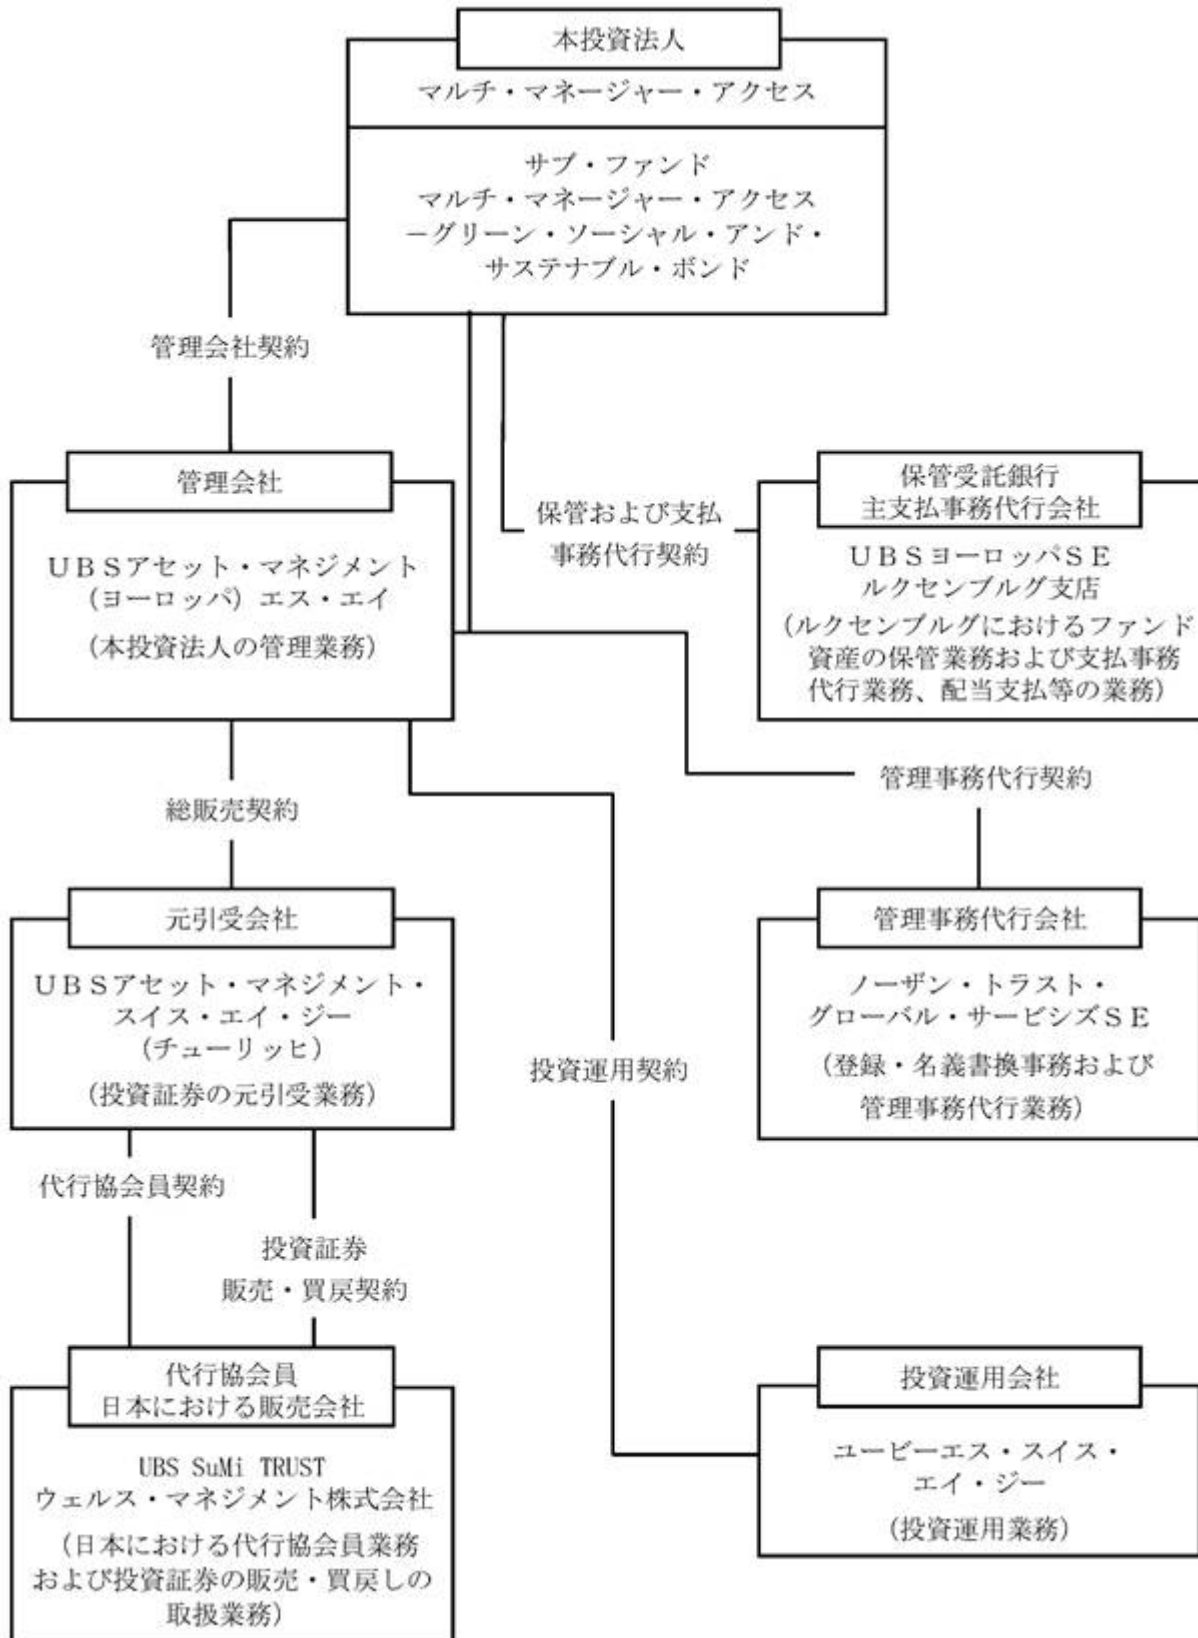 本投資法人
マルチ・マネージャー・アクセス
サブ・ファンド
マルチ・マネージャー・アクセス
－グリーン・ソーシャル・アンド・
サステナブル・ボンド
管理会社契約
管理会社
ＵＢＳアセット・マネジメント
（ヨーロッパ）エス・エイ
（本投資法人の管理業務）
保管および支払
事務代行契約
保管受託銀行
主支払事務代行会社
ＵＢＳヨーロッパＳＥ
ルクセンブルグ支店
（ルクセンブルグにおけるファンド
資産の保管業務および支払事務
代行業務、配当支払等の業務）
総販売契約
管理事務代行契約
元引受会社
ＵＢＳアセット・マネジメント・
スイス・エイ・ジー
（チューリッヒ）
（投資証券の元引受業務）
投資運用契約
管理事務代行会社
ノーザン・トラスト・
グローバル・サービシズＳＥ
（登録・名義書換事務および
管理事務代行業務）
代行協会員契約
投資証券
販売・買戻契約
代行協会員
日本における販売会社
UBS SuMi TRUST
ウェルス・マネジメント株式会社
（日本における代行協会員業務
および投資証券の販売・買戻しの
取扱業務）
投資運用会社
ユービーエス・スイス・
エイ・ジー
（投資運用業務）